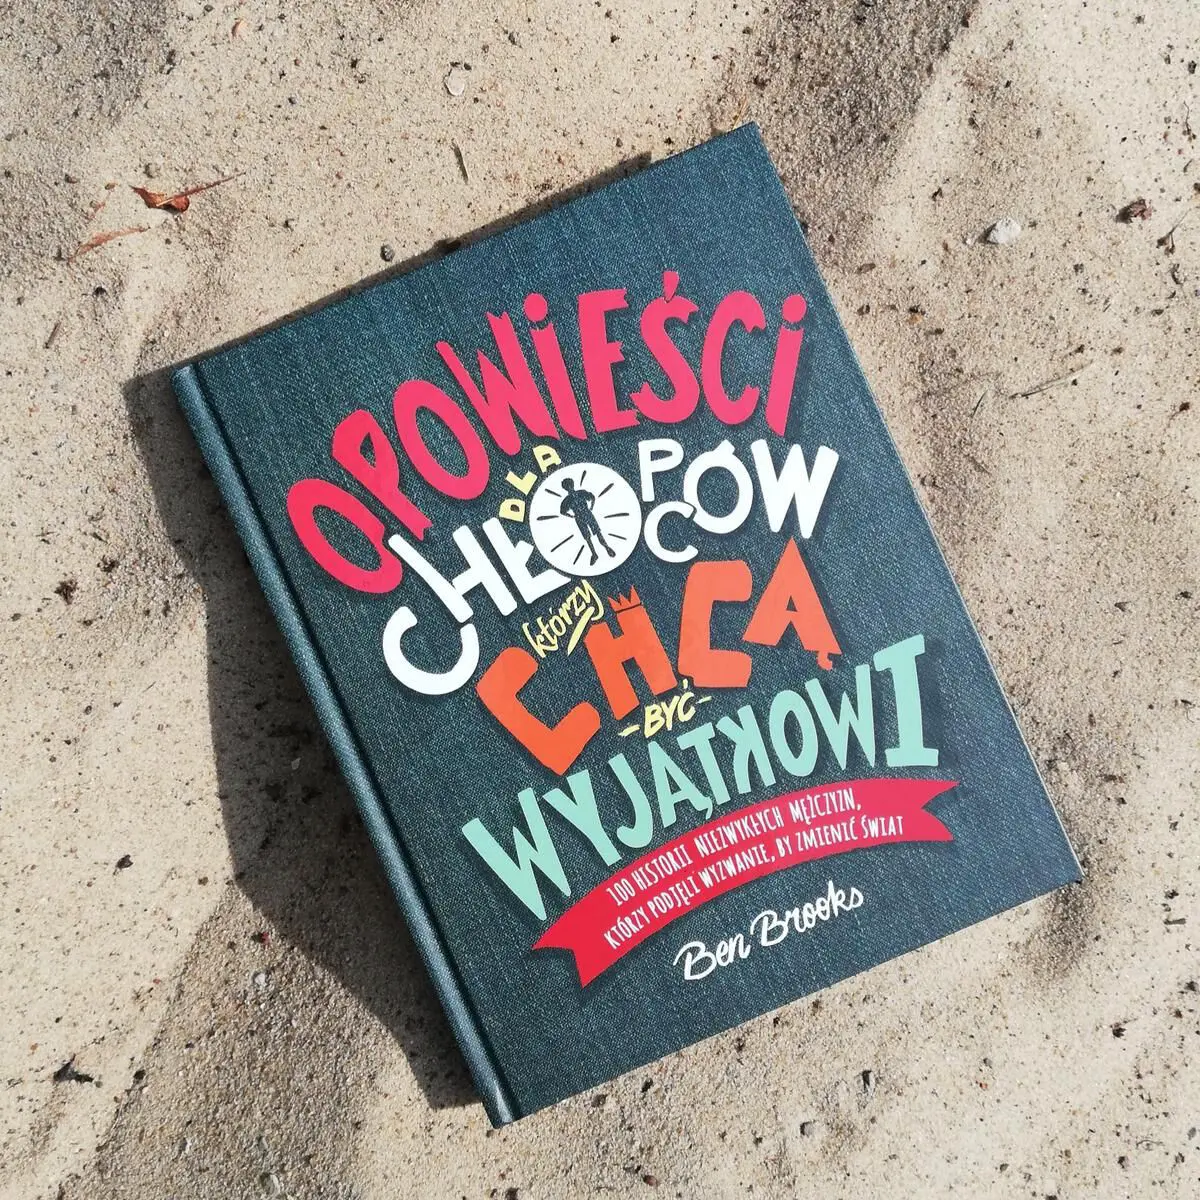 OPOWIEŚCI
DLA
CHŁOPCÓW
którzy
CHCĄ
-BYĆ-
WYJĄTKOWI
100 HISTORII NIEZWYKŁYCH MĘŻCZYZN,
KTÓRZY PODJĘLI WYZWANIE, BY ZMIENIĆ ŚWIAT
Ben Brooks